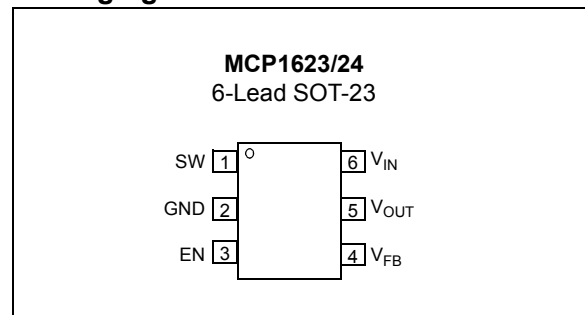 MCP1623/24
6-Lead SOT-23
SW 1 6 VIN
GND 2 5 VOUT
EN 3 4 VFB